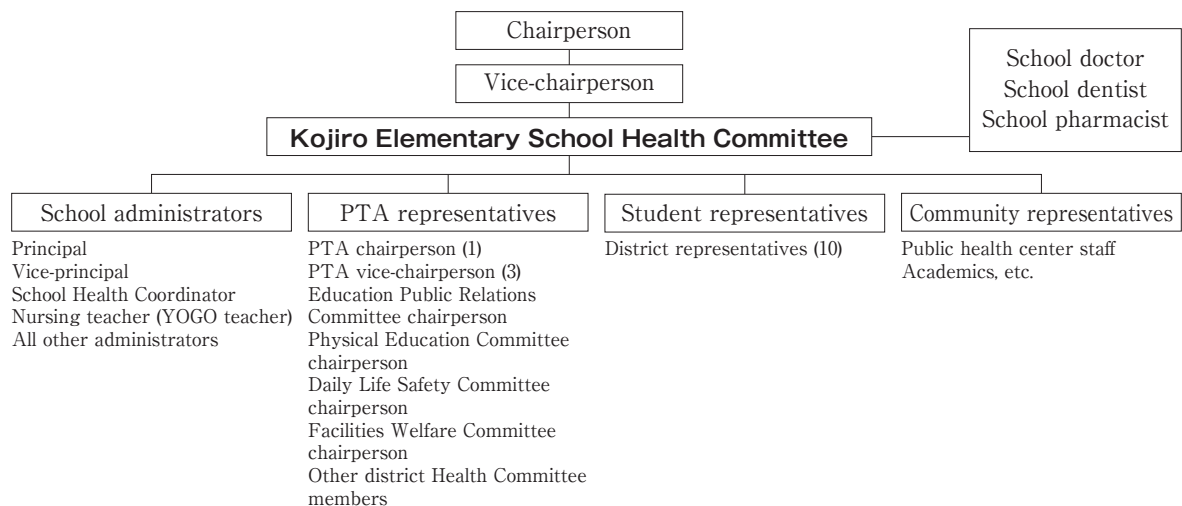 Chairperson
Vice-chairperson
School doctor
School dentist
School pharmacist
Kojiro Elementary School Health Committee
School administrators
Principal
Vice-principal
School Health Coordinator
Nursing teacher (YOGO teacher)
All other administrators
PTA representatives
PTA chairperson (1)
PTA vice-chairperson (3)
Education Public Relations
Committee chairperson
Physical Education Committee
chairperson
Daily Life Safety Committee
chairperson
Facilities Welfare Committee
chairperson
Other district Health Committee
members
Student representatives
District representatives (10)
Community representatives
Public health center staff
Academics, etc.